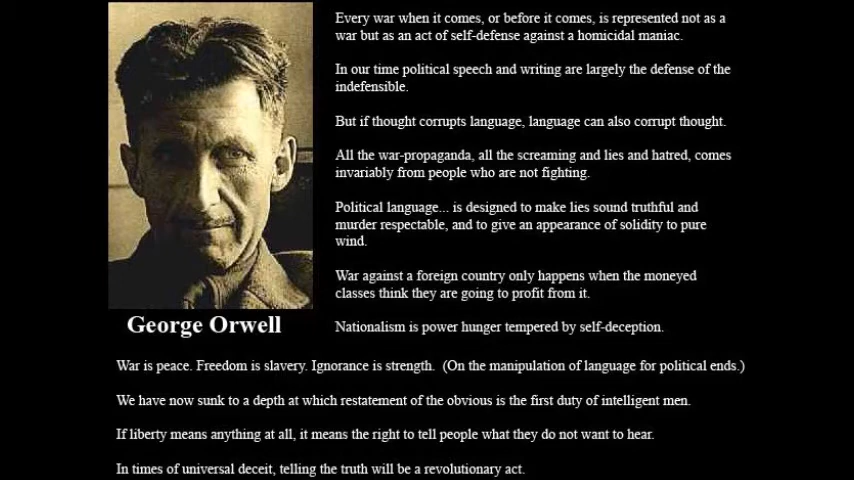 Every war when it comes, or before it comes, is represented not as a
war but as an act of self-defense against a homicidal maniac.
In our time political speech and writing are largely the defense of the
indefensible.
But if thought corrupts language, language can also corrupt thought.
All the war-propaganda, all the screaming and lies and hatred, comes
invariably from people who are not fighting.
Political language... is designed to make lies sound truthful and
murder respectable, and to give an appearance of solidity to pure
wind.
War against a foreign country only happens when the moneyed
classes think they are going to profit from it.
George Orwell
Nationalism is power hunger tempered by self-deception.
War is peace. Freedom is slavery. Ignorance is strength. (On the manipulation of language for political ends.)
We have now sunk to a depth at which restatement of the obvious is the first duty of intelligent men.
If liberty means anything at all, it means the right to tell people what they do not want to hear.
In times of universal deceit, telling the truth will be a revolutionary act.